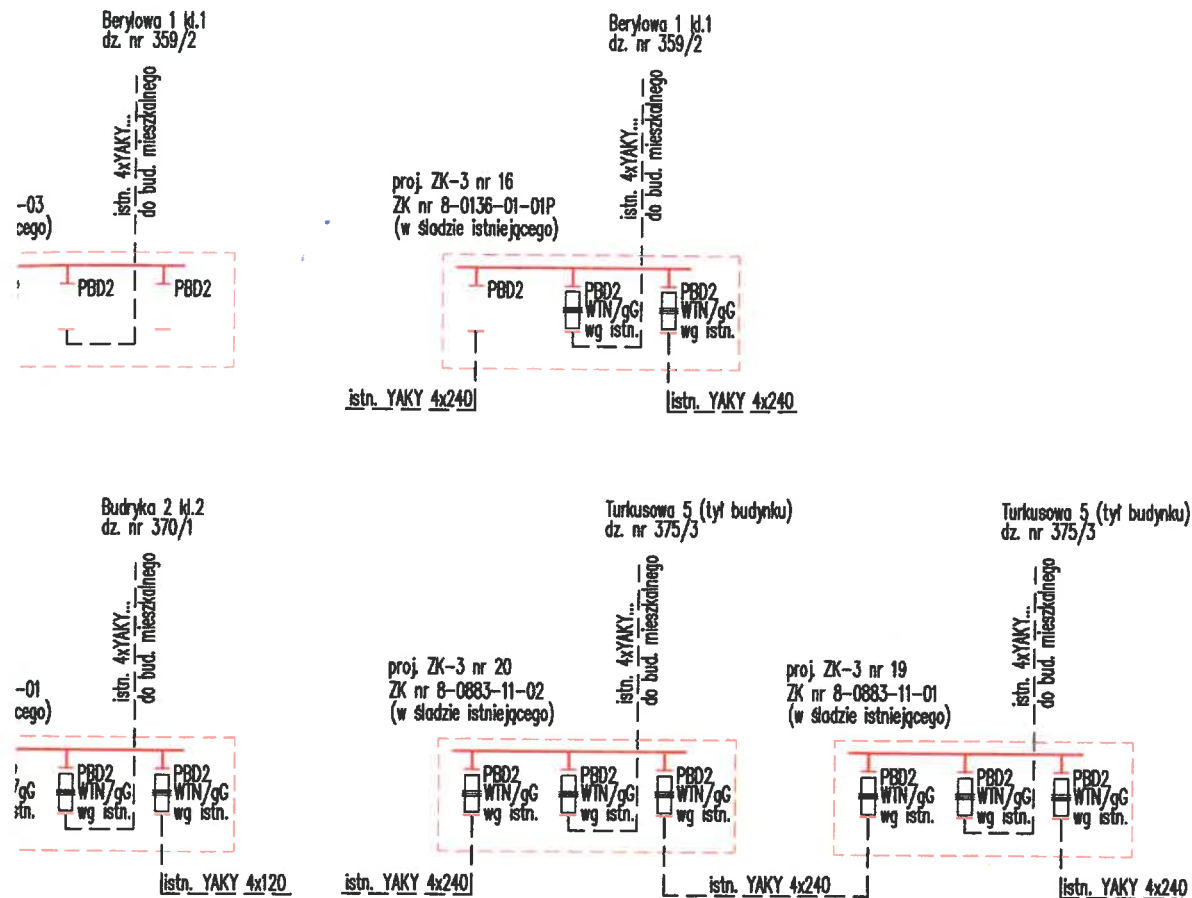 Berylowa 1 kl.1
dz. nr 359/2
istn. 4xYAKY...
do bud. mieszkalnego
-03
cego)
PBD2
PBD2
Berylowa 1 kl.1
dz. nr 359/2
istn. 4xYAKY...
do bud. mieszkalnego
proj. ZK-3 nr 16
ZK nr 8-0136-01-01P
(w śladzie istniejącego)
PBD2
PBD2
WTN/gG
wg istn.
PBD2
WTN/gG
wg istn.
istn. YAKY 4x240
istn. YAKY 4x240
Budryka 2 kl.2
dz. nr 370/1
istn. 4xYAKY...
do bud. mieszkalnego
-01
cego)
/gG
stn.
PBD2
WTN/gG
wg istn.
PBD2
WTN/gG
wg istn.
istn. YAKY 4x120
Turkusowa 5 (tył budynku)
dz. nr 375/3
istn. 4xYAKY...
do bud. mieszkalnego
proj. ZK-3 nr 20
ZK nr 8-0883-11-02
(w śladzie istniejącego)
PBD2
WTN/gG
wg istn.
PBD2
WTN/gG
wg istn.
PBD2
WTN/gG
wg istn.
istn. YAKY 4x240
istn. YAKY 4x240
Turkusowa 5 (tył budynku)
dz. nr 375/3
istn. 4xYAKY...
do bud. mieszkalnego
proj. ZK-3 nr 19
ZK nr 8-0883-11-01
(w śladzie istniejącego)
PBD2
WTN/gG
wg istn.
PBD2
WTN/gG
wg istn.
PBD2
WTN/gG
wg istn.
istn. YAKY 4x240